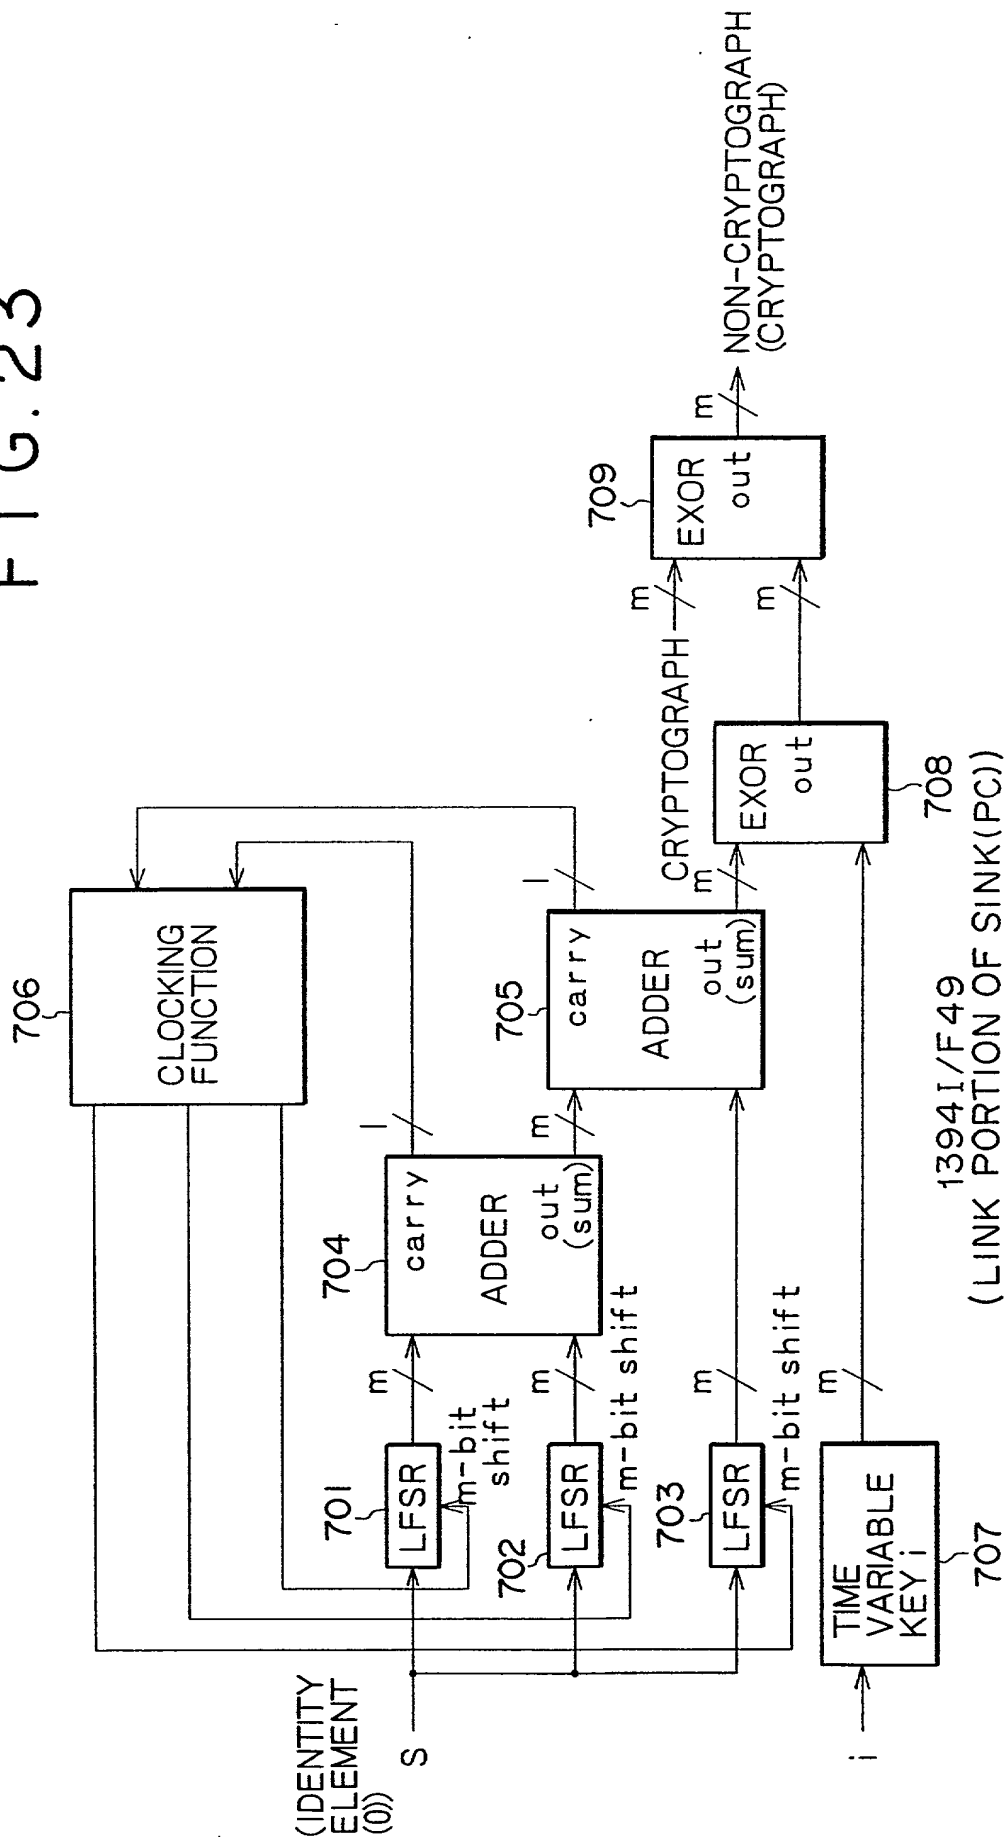 FIG. 23
706
CLOCKING
FUNCTION
(IDENTITY
ELEMENT
(0))
S
701
LFSR
m-bit
shift
m
702
LFSR
m-bit shift
m
703
LFSR
m-bit shift
m
704
carry
ADDER
out
(sum)
1
m
705
carry
ADDER
out
(sum)
1
m
i
TIME
VARIABLE
KEY i
707
m
EXOR
out
708
CRYPTOGRAPH
m
m
709
EXOR
out
m
NON-CRYPTOGRAPH
(CRYPTOGRAPH)
1394I/F49
(LINK PORTION OF SINK(PC))